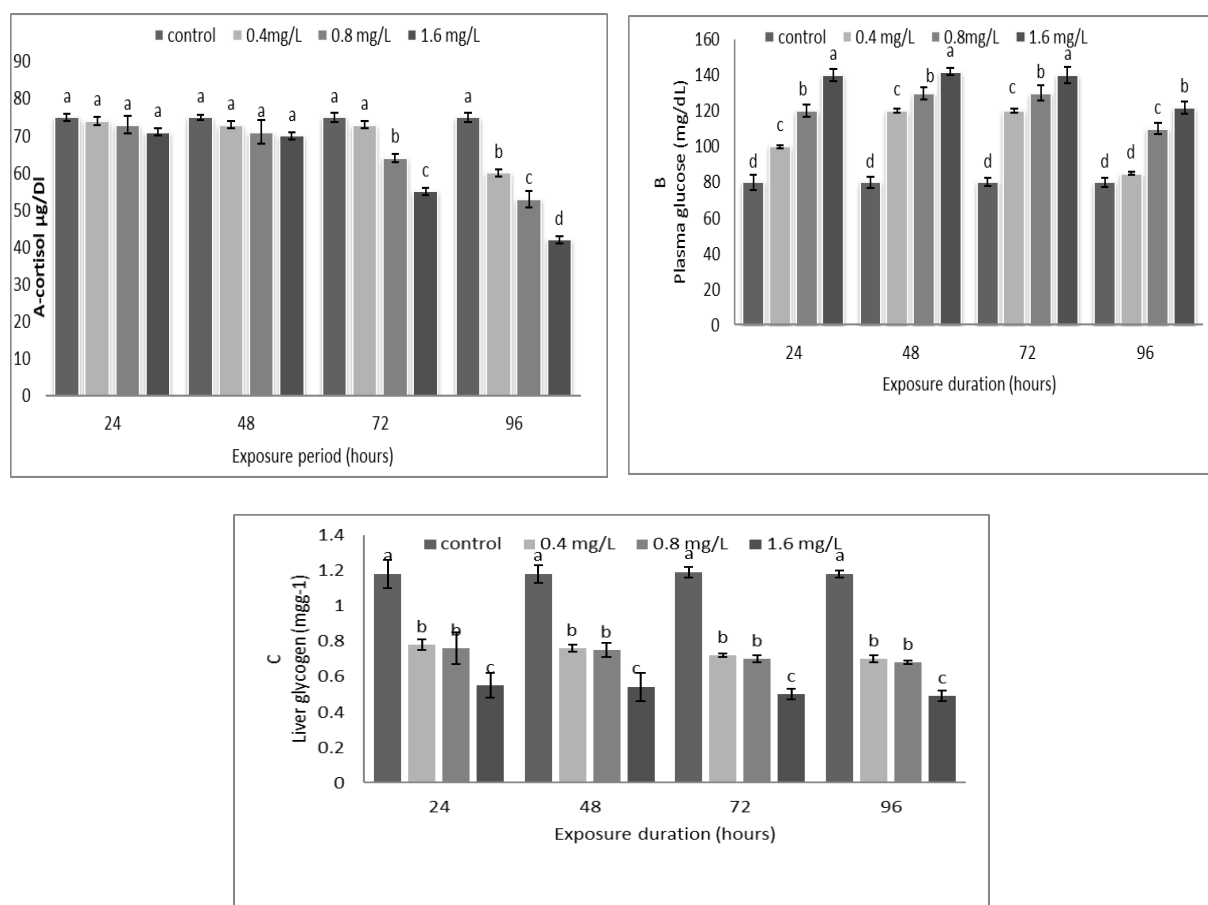 control 0.4mg/L 0.8 mg/L 1.6 mg/L
90
80
70
60
50
40
30
20
10
0
A-cortisol µg/Dl
a a a a a a a a a a b c a b c d
24 48 72 96
Exposure period (hours)
control 0.4 mg/L 0.8mg/L 1.6 mg/L
160
140
120
100
80
60
40
20
0
B
Plasma glucose (mg/dL)
d c b a d c b a d c b a d d c b
24 48 72 96
Exposure duration (hours)
control 0.4 mg/L 0.8 mg/L 1.6 mg/L
1.4
1.2
1
0.8
0.6
0.4
0.2
0
C
Liver glycogen (mgg-1)
a b b c a b b c a b b c a b b c
24 48 72 96
Exposure duration (hours)